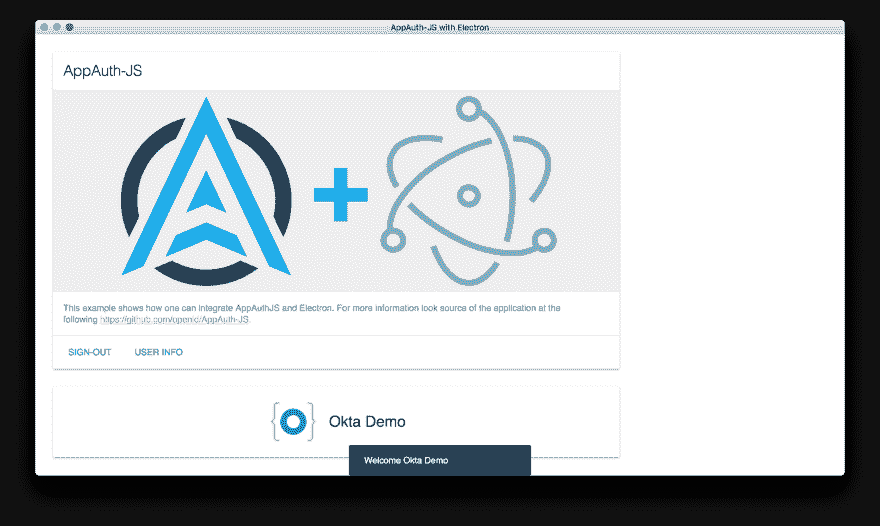 AppAuth-JS with Electron
AppAuth-JS
This example shows how one can integrate AppAuthJS and Electron. For more information look source of the application at the
following https://github.com/openid/AppAuth-JS.
SIGN-OUT USER INFO
Okta Demo
Welcome Okta Demo